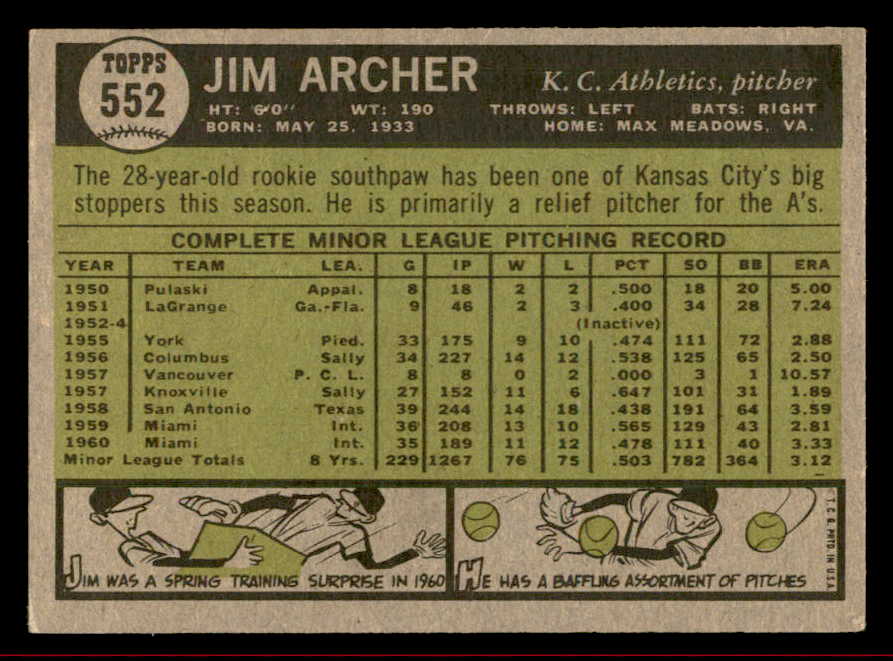 TOPPS
552
JIM ARCHER
K. C. Athletics, pitcher
HT: 6'0" WT: 190 THROWS: LEFT BATS: RIGHT
BORN: MAY 25, 1933 HOME: MAX MEADOWS, VA.
The 28-year-old rookie southpaw has been one of Kansas City's big
stoppers this season. He is primarily a relief pitcher for the A's.
COMPLETE MINOR LEAGUE PITCHING RECORD
YEAR TEAM LEA. G IP W L PCT SO BB ERA
1950 Pulaski Appal. 8 18 2 2 .500 18 20 5.00
1951 LaGrange Ga.-Fla. 9 46 2 3 .400 34 28 7.24
1952-4 (Inactive)
1955 York Pied. 33 175 9 10 .474 111 72 2.88
1956 Columbus Sally 34 227 14 12 .538 125 65 2.50
1957 Vancouver P. C. L. 8 8 0 2 .000 3 1 10.57
1957 Knoxville Sally 27 152 11 6 .647 101 31 1.89
1958 San Antonio Texas 39 244 14 18 .438 191 64 3.59
1959 Miami Int. 36 208 13 10 .565 129 43 2.81
1960 Miami Int. 35 189 11 12 .478 111 40 3.33
Minor League Totals 8 Yrs. 229 1267 76 75 .503 782 364 3.12
JIM WAS A SPRING TRAINING SURPRISE IN 1960
HE HAS A BAFFLING ASSORTMENT OF PITCHES
T.C.G. PRTD. IN U.S.A.